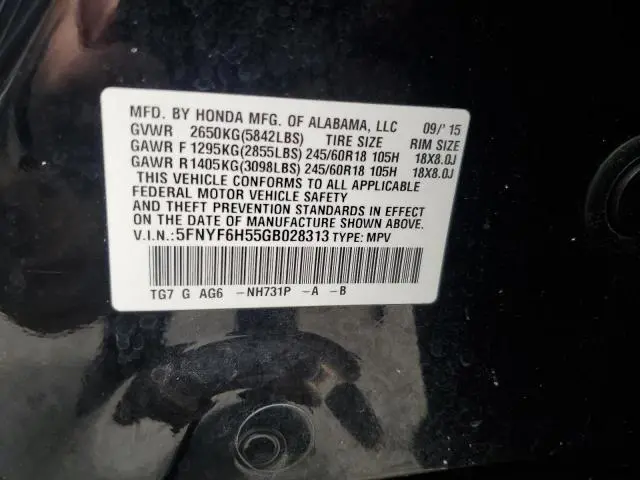 MFD. BY HONDA MFG. OF ALABAMA, LLC 09/'15
GVWR 2650KG(5842LBS) TIRE SIZE RIM SIZE
GAWR F 1295KG(2855LBS) 245/60R18 105H 18X8.0J
GAWR R 1405KG(3098LBS) 245/60R18 105H 18X8.0J
THIS VEHICLE CONFORMS TO ALL APPLICABLE
FEDERAL MOTOR VEHICLE SAFETY
AND THEFT PREVENTION STANDARDS IN EFFECT
ON THE DATE OF MANUFACTURE SHOWN ABOVE.
V.I.N.:5FNYF6H55GB028313 TYPE: MPV
TG7 G AG6 -NH731P -A -B